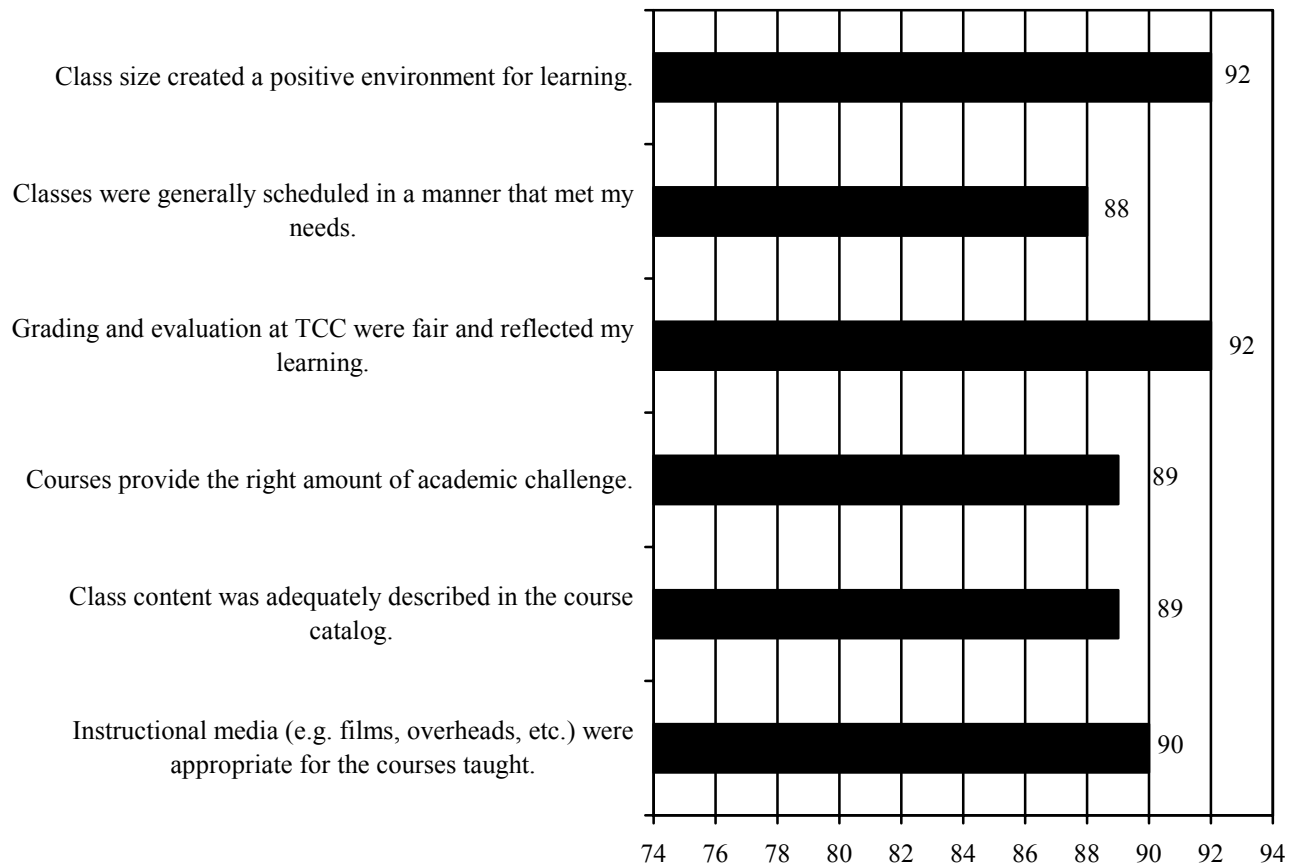 Class size created a positive environment for learning.
92
Classes were generally scheduled in a manner that met my
needs.
88
Grading and evaluation at TCC were fair and reflected my
learning.
92
Courses provide the right amount of academic challenge.
89
Class content was adequately described in the course
catalog.
89
Instructional media (e.g. films, overheads, etc.) were
appropriate for the courses taught.
90
74 76 78 80 82 84 86 88 90 92 94